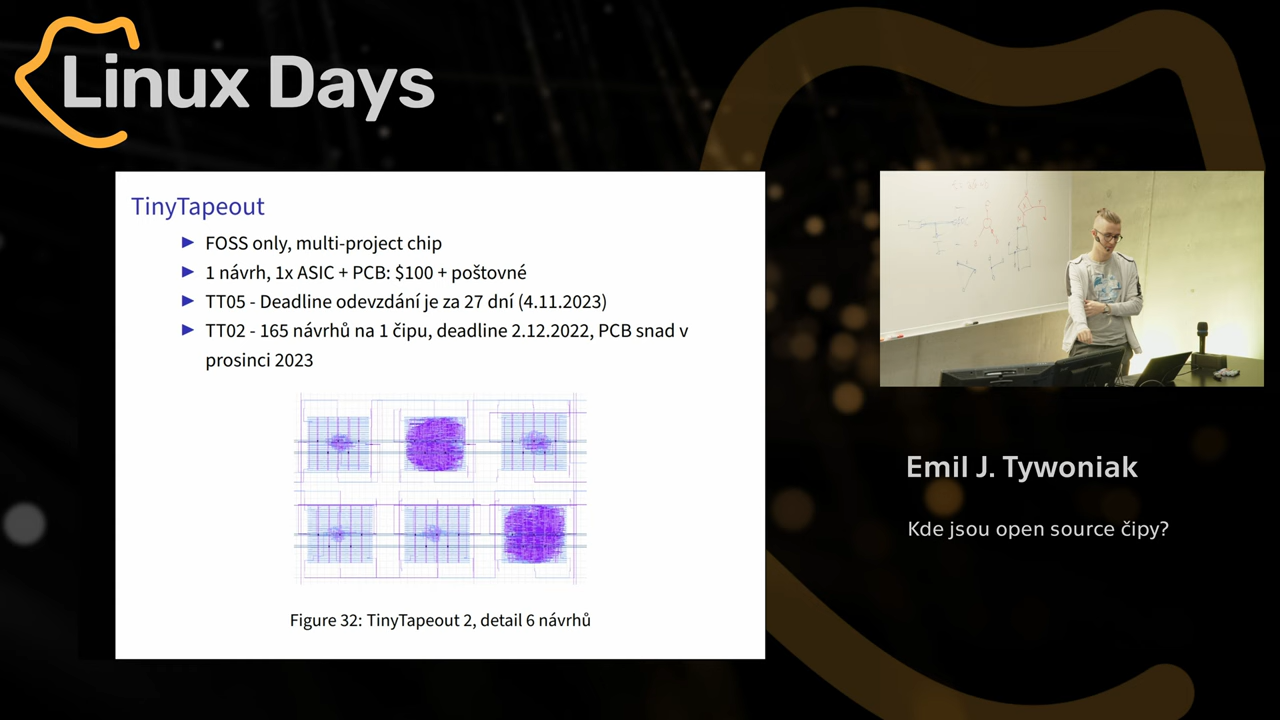 Linux Days
TinyTapeout
FOSS only, multi-project chip
1 návrh, 1x ASIC + PCB: $100 + poštovné
TT05 - Deadline odevzdání je za 27 dní (4.11.2023)
TT02 - 165 návrhů na 1 čipu, deadline 2.12.2022, PCB snad v
prosinci 2023
Figure 32: TinyTapeout 2, detail 6 návrhů
Emil J. Tywoniak
Kde jsou open source čipy?